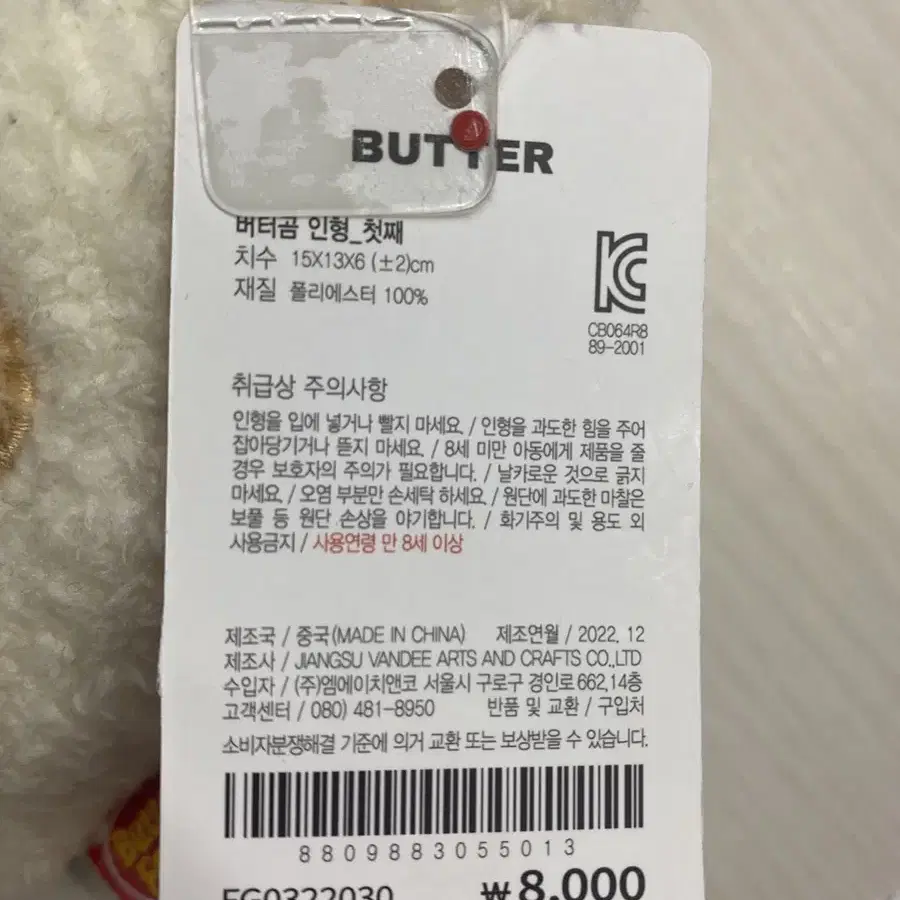 BUTTER
버터곰 인형_첫째
치수 15X13X6 (±2)cm
재질 폴리에스터 100%
CB064R8
89-2001
취급상 주의사항
인형을 입에 넣거나 빨지 마세요. / 인형을 과도한 힘을 주어
잡아당기거나 뜯지 마세요. / 8세 미만 아동에게 제품을 줄
경우 보호자의 주의가 필요합니다. / 날카로운 것으로 긁지
마세요. / 오염 부분만 손세탁 하세요. / 원단에 과도한 마찰은
보풀 등 원단 손상을 야기합니다. / 화기주의 및 용도 외
사용금지 / 사용연령 만 8세 이상
제조국 / 중국(MADE IN CHINA) 제조연월 / 2022. 12
제조사 / JIANGSU VANDEE ARTS AND CRAFTS CO.,LTD
수입자 / (주)엠에이치앤코 서울시 구로구 경인로 662, 14층
고객센터 / 080) 481-8950 반품 및 교환 / 구입처
소비자분쟁해결 기준에 의거 교환 또는 보상받을 수 있습니다.
8809883055013
FG0322030 ₩8,000